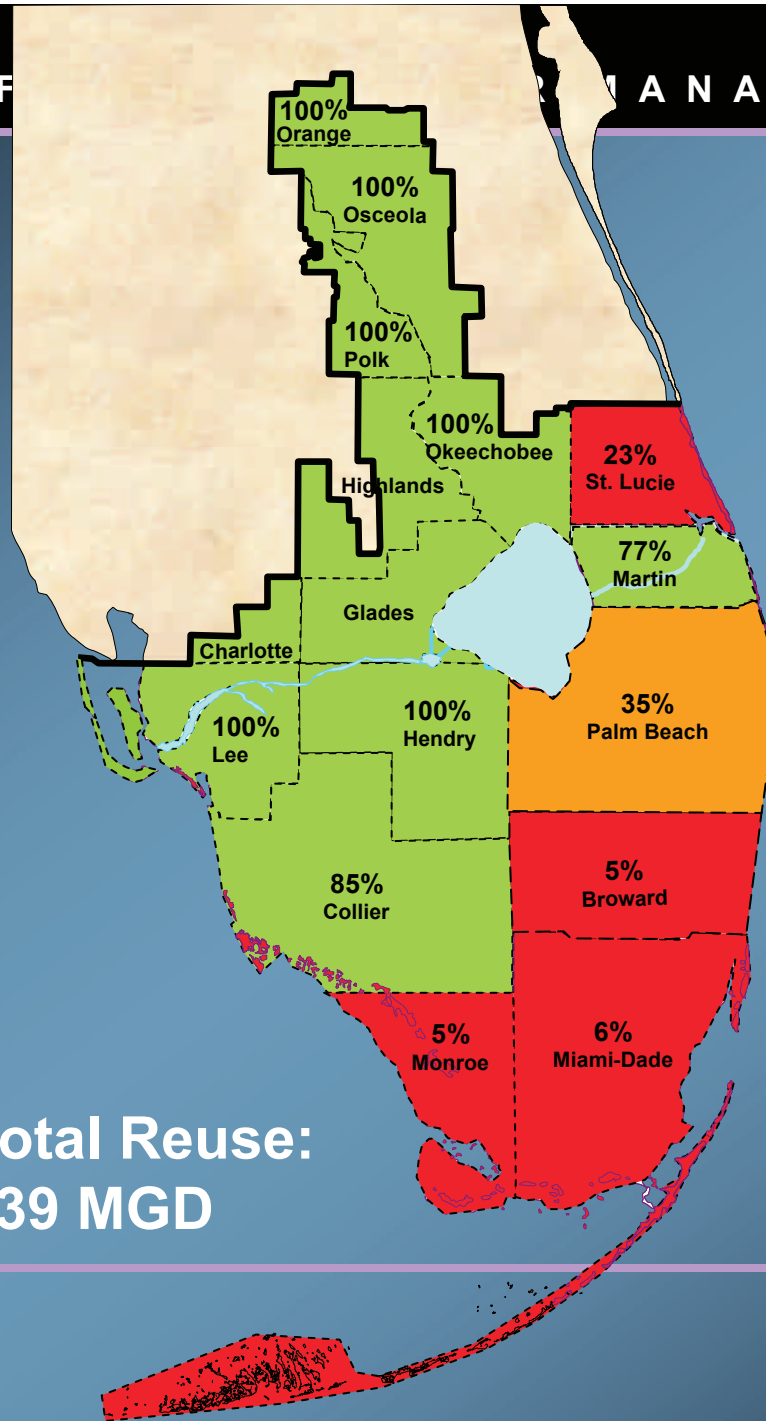 F R M A N A
100%
Orange
100%
Osceola
100%
Polk
100%
Okeechobee
Highlands
23%
St. Lucie
77%
Martin
Glades
Charlotte
100%
Lee
100%
Hendry
35%
Palm Beach
85%
Collier
5%
Broward
5%
Monroe
6%
Miami-Dade
otal Reuse:
39 MGD